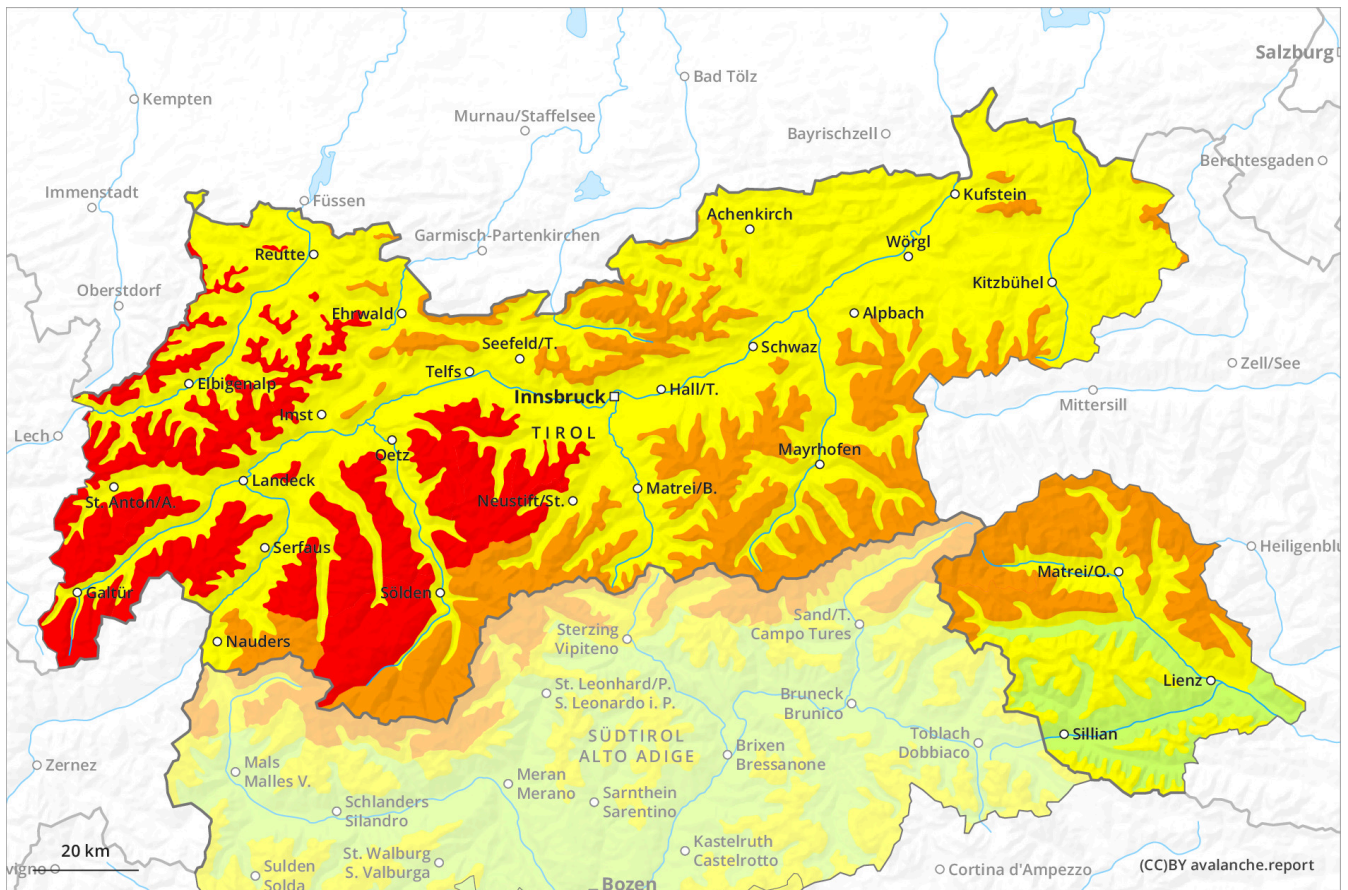 Salzburg
Bad Tölz
Kempten
Murnau/Staffelsee
Bayrischzell
Berchtesgaden
Immenstadt
Füssen
Kufstein
Achenkirch
Garmisch-Partenkirchen
Wörgl
Reutte
Oberstdorf
Kitzbühel
Ehrwald
Alpbach
Seefeld/T.
Schwaz
Zell/See
Telfs
Elbigenalp
Hall/T.
Innsbruck
Mittersill
Imst
Lech
TIROL
Oetz
Mayrhofen
Landeck
Matrei/B.
St. Anton/A.
Neustift/St.
Serfaus
Heiligenblu
Matrei/O.
Galtür
Sölden
Sand/T.
Campo Tures
Sterzing
Vipiteno
Nauders
Lienz
St. Leonhard/P.
S. Leonardo i. P.
Bruneck
Brunico
Sillian
SÜDTIROL
ALTO ADIGE
Toblach
Dobbiaco
Brixen
Bressanone
Zernez
Mals
Malles V.
Meran
Merano
Sarnthein
Sarentino
Schlanders
Silandro
20 km
Kastelruth
Castelrotto
St. Walburg
S. Valburga
vigno
Sulden
Solda
Cortina d'Ampezzo
(CC)BY avalanche.report
Bozen